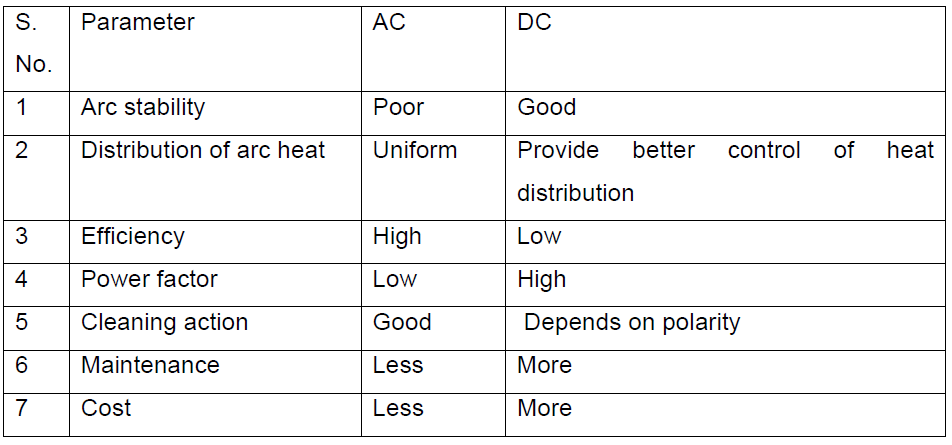 S. No. Parameter AC DC
1 Arc stability Poor Good
2 Distribution of arc heat Uniform Provide better control of heat distribution
3 Efficiency High Low
4 Power factor Low High
5 Cleaning action Good Depends on polarity
6 Maintenance Less More
7 Cost Less More